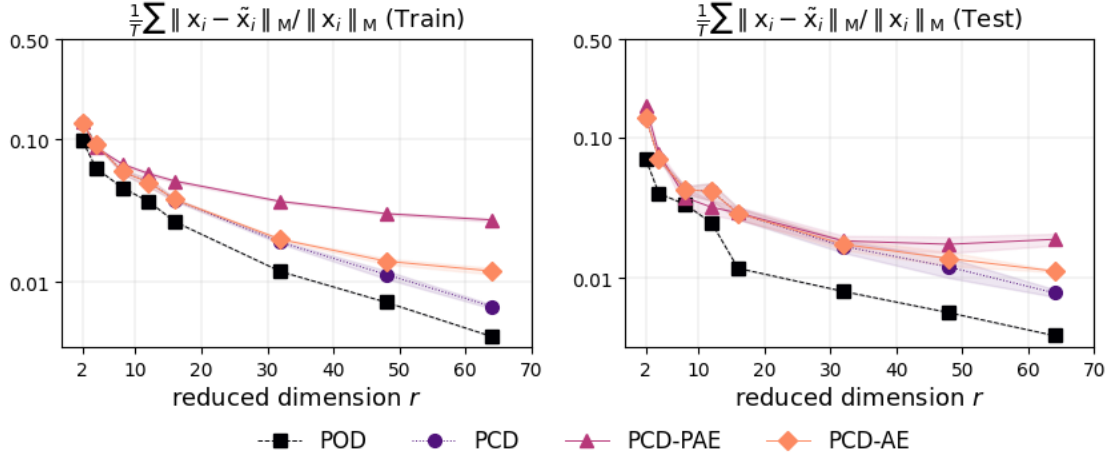 1/T ∑ ‖ x_i − x̃_i ‖_M / ‖ x_i ‖_M (Train)
0.50
0.10
0.01
2 10 20 30 40 50 60 70
reduced dimension r
1/T ∑ ‖ x_i − x̃_i ‖_M / ‖ x_i ‖_M (Test)
0.50
0.10
0.01
2 10 20 30 40 50 60 70
reduced dimension r
POD PCD PCD-PAE PCD-AE